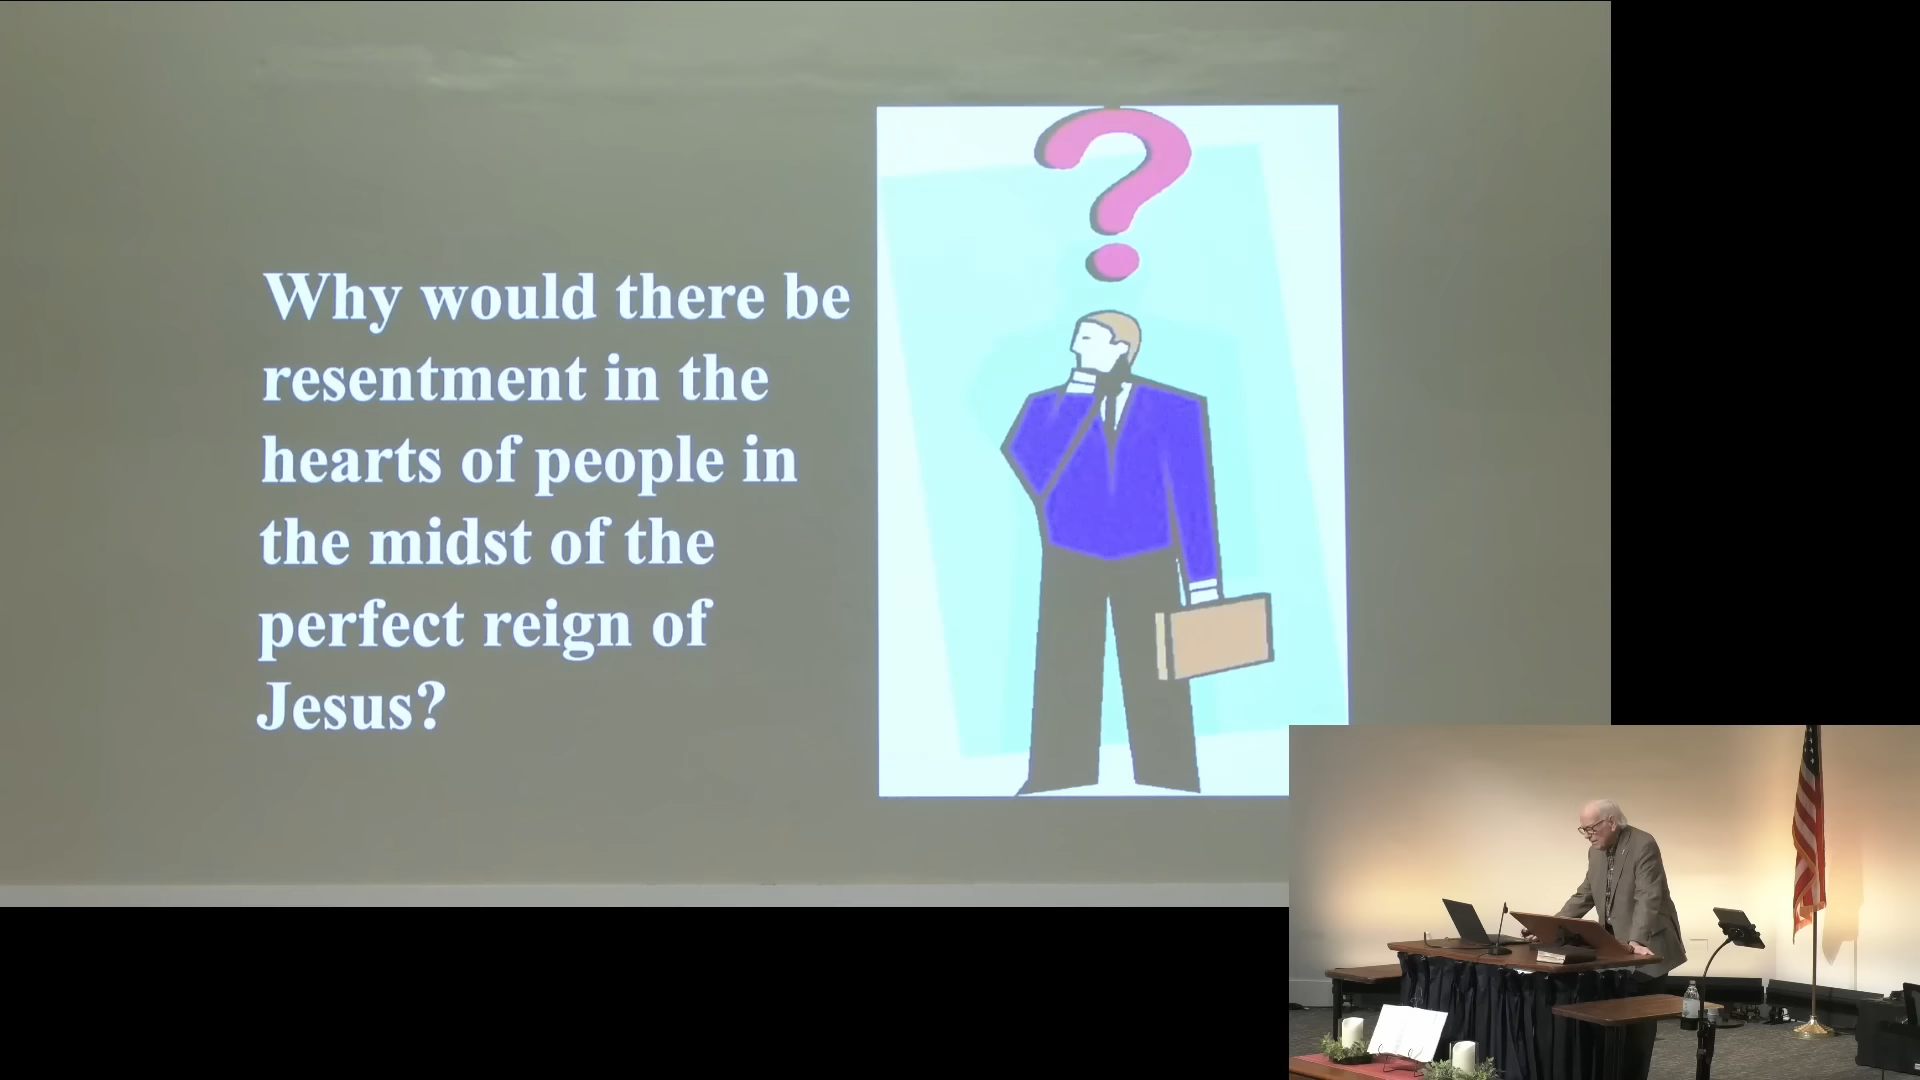 Why would there be
resentment in the
hearts of people in
the midst of the
perfect reign of
Jesus?
?